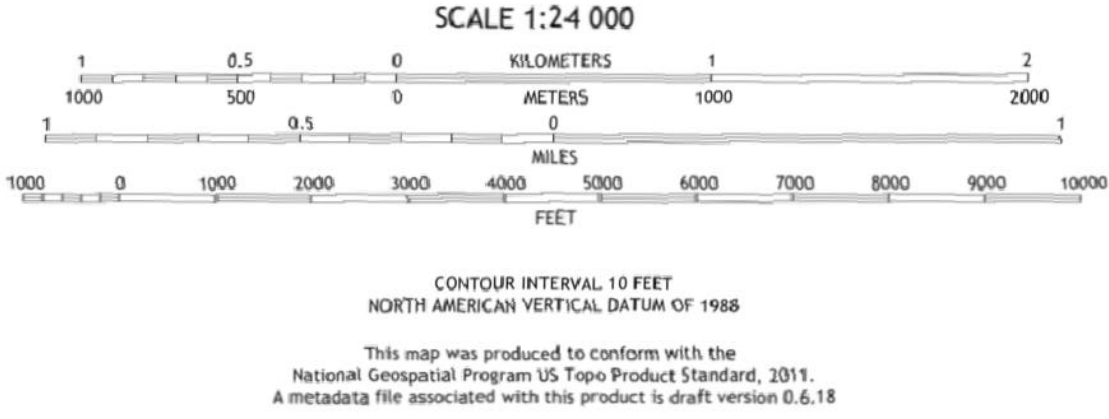 SCALE 1:24 000
1 0.5 0 KILOMETERS 1 2
1000 500 0 METERS 1000 2000
1 0.5 0 1
MILES
1000 0 1000 2000 3000 4000 5000 6000 7000 8000 9000 10000
FEET
CONTOUR INTERVAL 10 FEET
NORTH AMERICAN VERTICAL DATUM OF 1988
This map was produced to conform with the
National Geospatial Program US Topo Product Standard, 2011.
A metadata file associated with this product is draft version 0.6.18